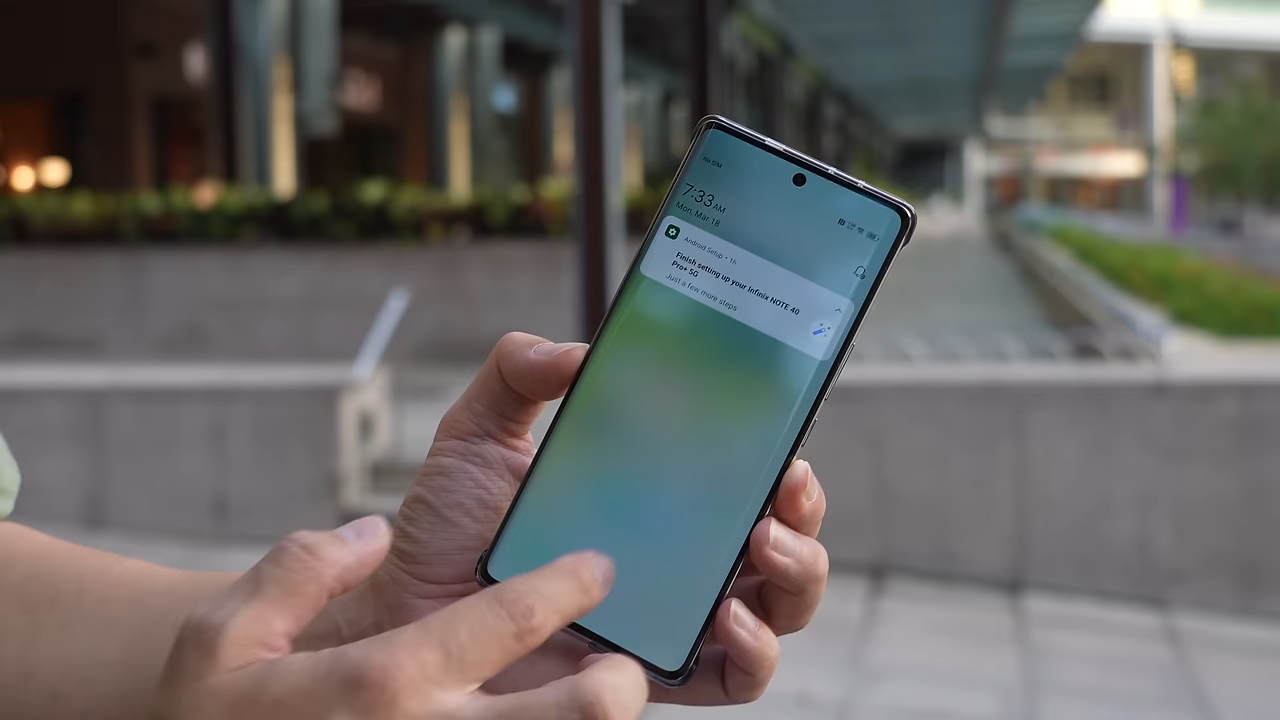 No SIM
7:33 AM
Mon, Mar 18
Android Setup • 1h
Finish setting up your Infinix NOTE 40
Pro+ 5G
Just a few more steps